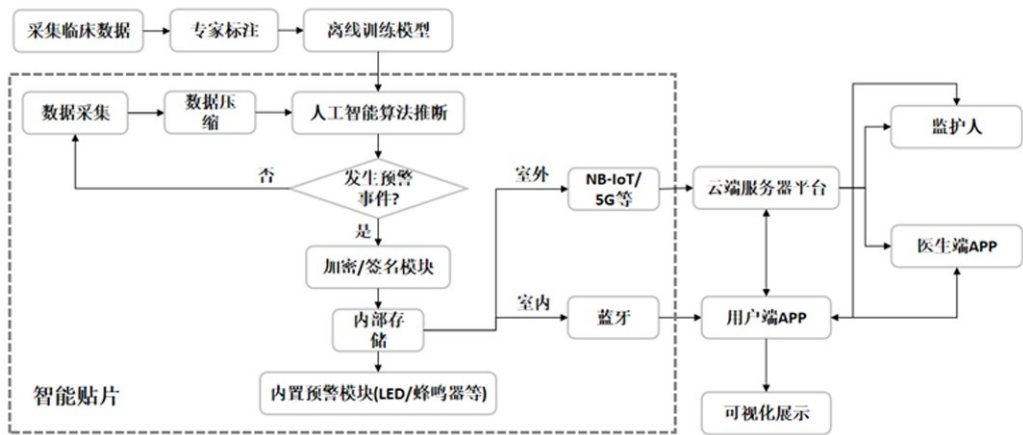 采集临床数据
专家标注
离线训练模型
数据采集
数据压
缩
人工智能算法推断
监护人
否
发生预警
事件?
室外
NB-IoT/
5G等
云端服务器平台
是
医生端APP
加密/签名模块
室内
内部存
储
蓝牙
用户端APP
智能贴片
内置预警模块(LED/蜂鸣器等)
可视化展示